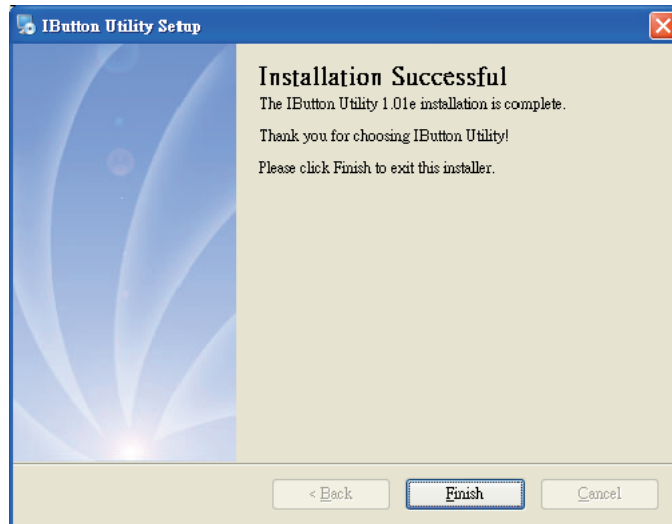 IButton Utility Setup
Installation Successful
The IButton Utility 1.01e installation is complete.
Thank you for choosing IButton Utility!
Please click Finish to exit this installer.
< Back Finish Cancel